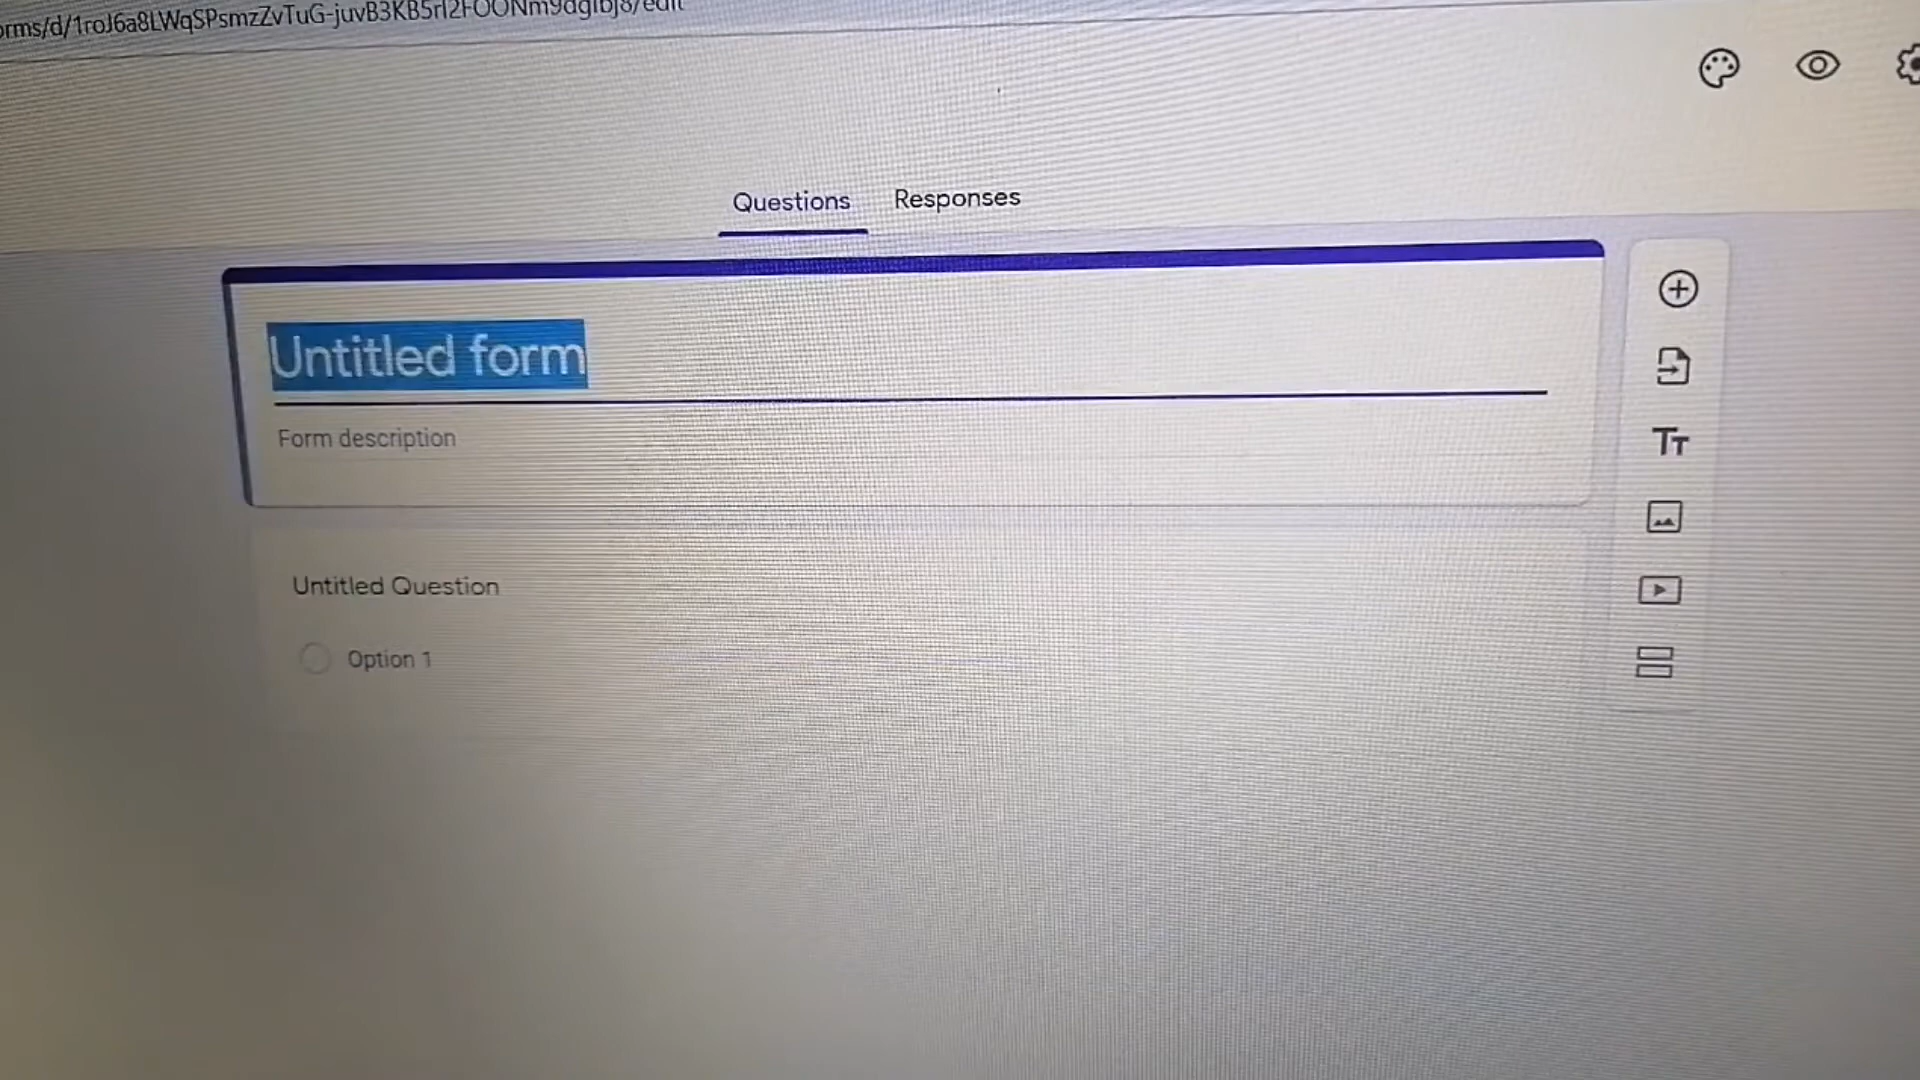 Questions
Responses
Untitled form
Form description
Untitled Question
Option 1